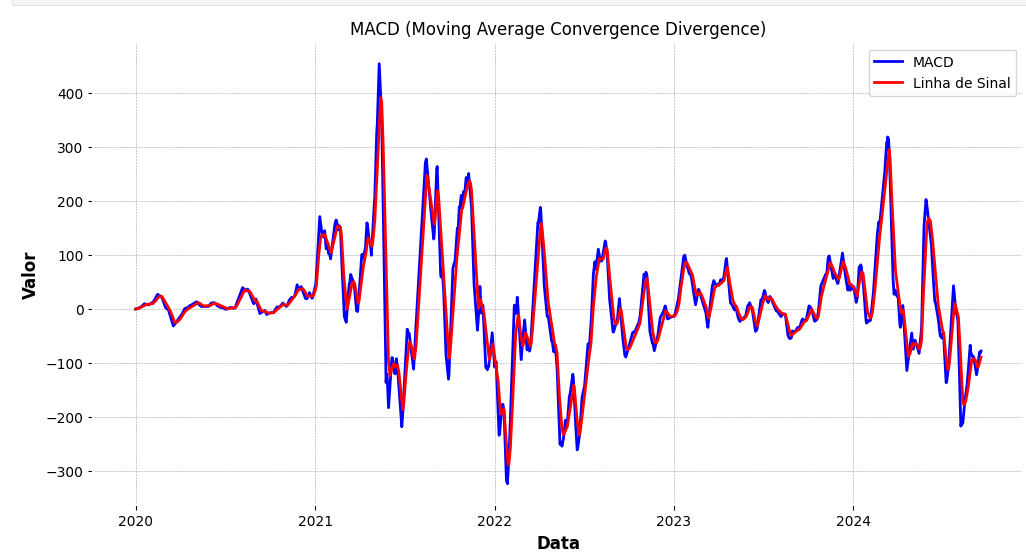 MACD (Moving Average Convergence Divergence)
MACD
Linha de Sinal
400
300
200
100
0
−100
−200
−300
Valor
2020
2021
2022
2023
2024
Data